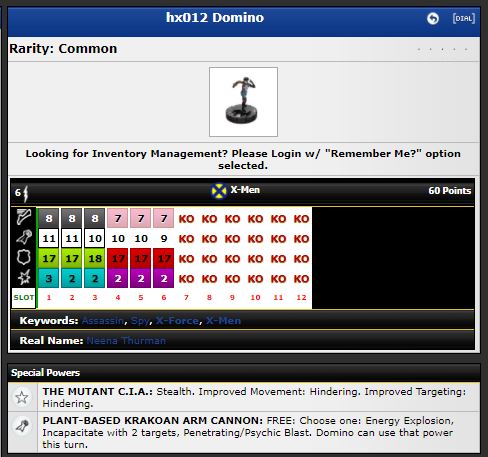 hx012 Domino
[DIAL]
Rarity: Common
· · · · ·
Looking for Inventory Management? Please Login w/ "Remember Me?" option
selected.
6 X-Men 60 Points
8 8 8 7 7 7 KO KO KO KO KO KO
11 11 10 10 10 9 KO KO KO KO KO KO
17 17 18 17 17 17 KO KO KO KO KO KO
3 2 2 2 2 2 KO KO KO KO KO KO
SLOT 1 2 3 4 5 6 7 8 9 10 11 12
Keywords: Assassin, Spy, X-Force, X-Men
Real Name: Neena Thurman
Special Powers
THE MUTANT C.I.A.: Stealth. Improved Movement: Hindering. Improved Targeting:
Hindering.
PLANT-BASED KRAKOAN ARM CANNON: FREE: Choose one: Energy Explosion,
Incapacitate with 2 targets, Penetrating/Psychic Blast. Domino can use that power
this turn.